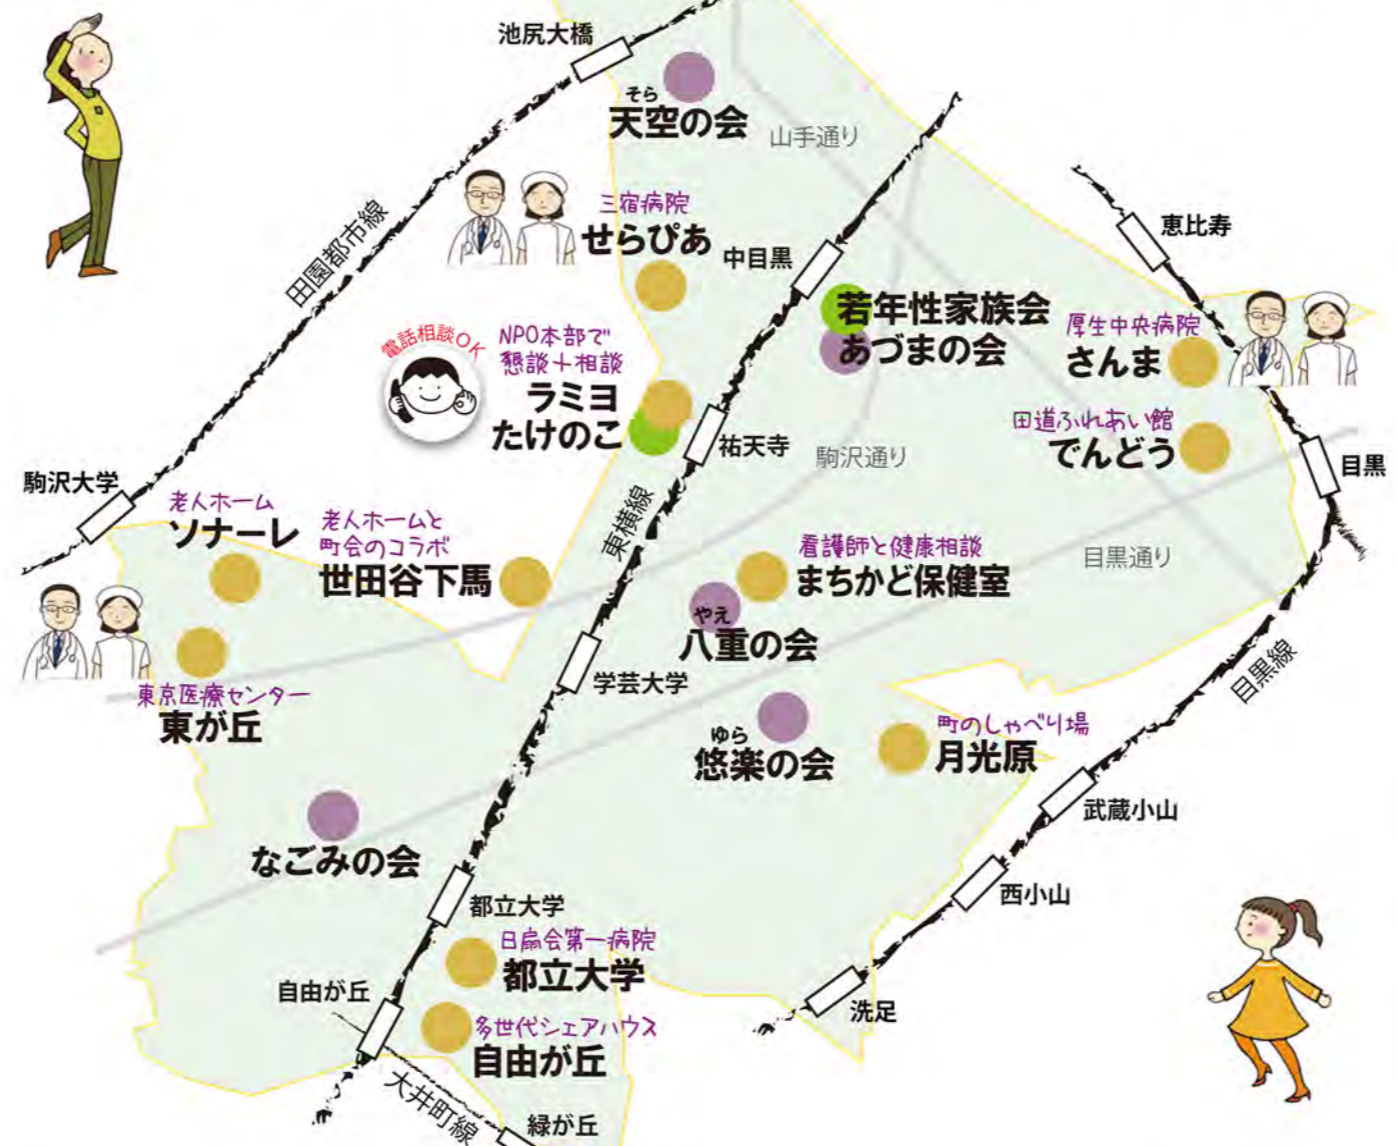 池尻大橋
そら
天空の会
山手通り
三宿病院
せらぴあ
田園都市線
中目黒
恵比寿
若年性家族会
あづまの会
厚生中央病院
さんま
電話相談OK
NPO本部で
懇談＋相談
ラミヨ
たけのこ
祐天寺
駒沢通り
田道ふれあい館
でんどう
目黒
駒沢大学
老人ホーム
ソナーレ
老人ホームと
町会のコラボ
世田谷下馬
東横線
看護師と健康相談
まちかど保健室
目黒通り
やえ
八重の会
学芸大学
目黒線
東京医療センター
東が丘
ゆら
悠楽の会
町のしゃべり場
月光原
武蔵小山
なごみの会
西小山
都立大学
日扇会第一病院
都立大学
自由が丘
洗足
多世代シェアハウス
自由が丘
大井町線
緑が丘